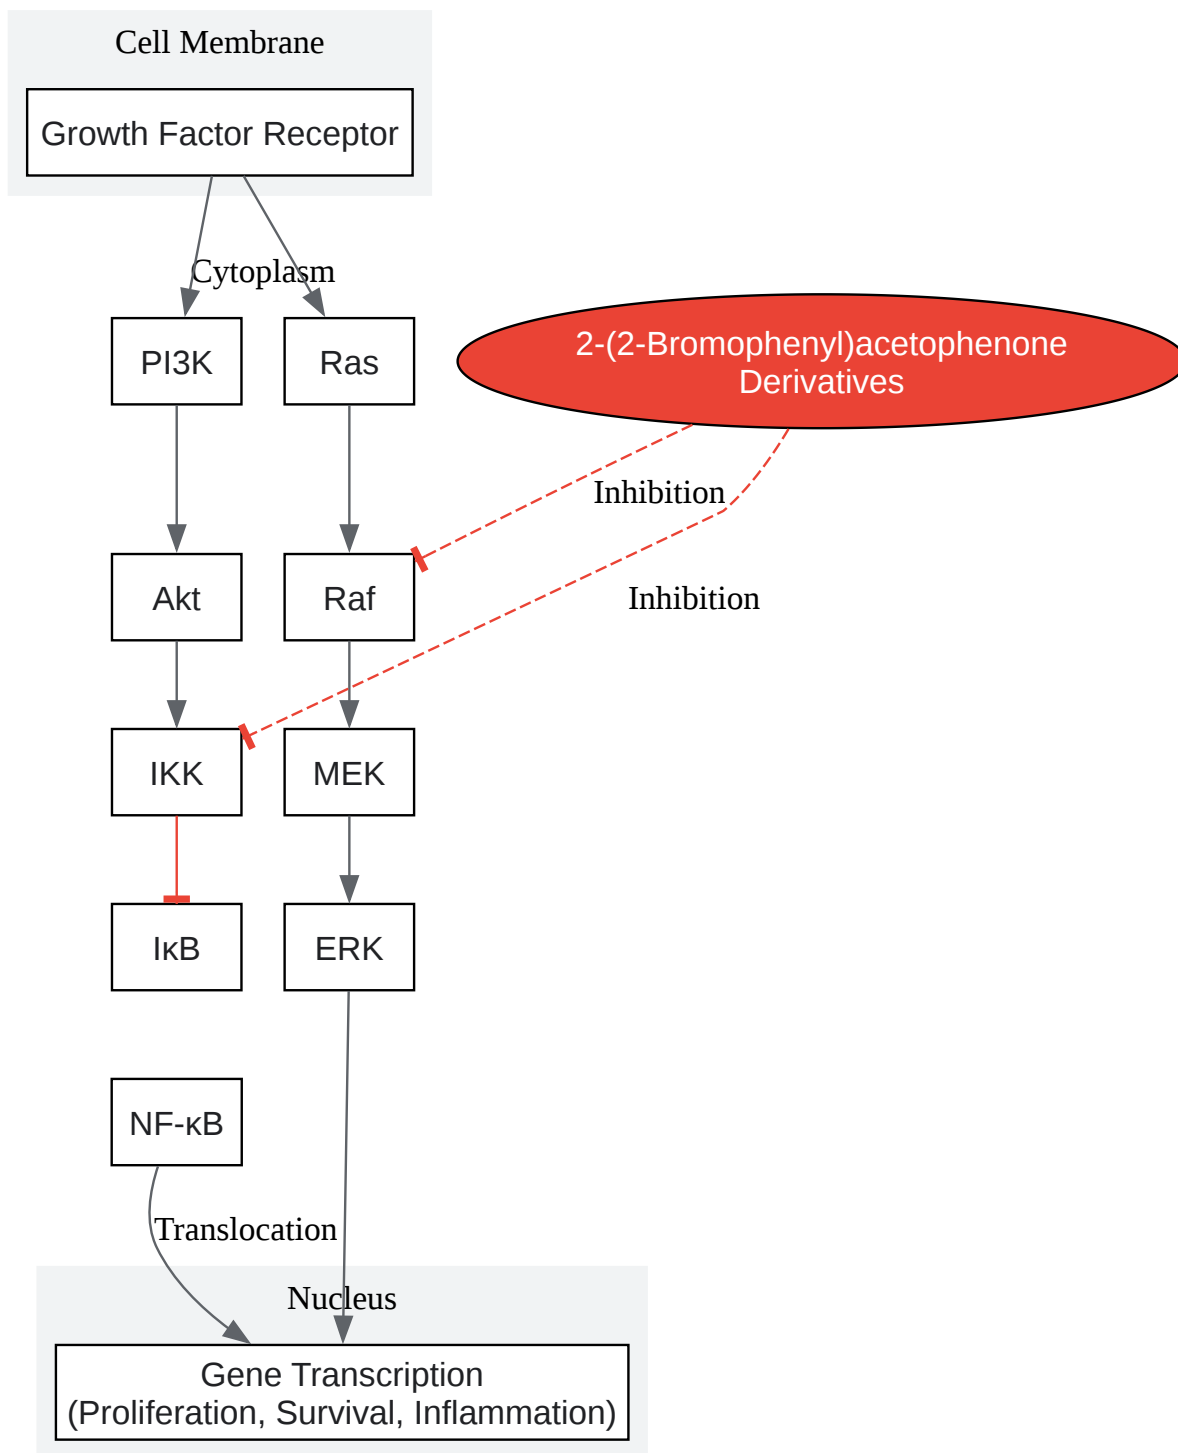 Cell Membrane
Growth Factor Receptor
Cytoplasm
PI3K
Ras
2-(2-Bromophenyl)acetophenone
Derivatives
Inhibition
Akt
Raf
Inhibition
IKK
MEK
IκB
ERK
NF-κB
Translocation
Nucleus
Gene Transcription
(Proliferation, Survival, Inflammation)